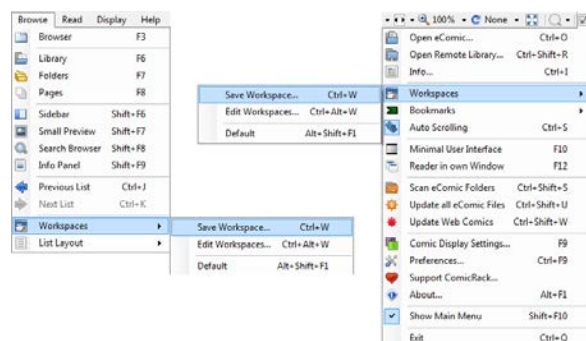 Browse Read Display Help
Browser F3
Library F6
Folders F7
Pages F8
Sidebar Shift+F6
Small Preview Shift+F7
Search Browser Shift+F8
Info Panel Shift+F9
Previous List Ctrl+J
Next List Ctrl+K
Workspaces
List Layout
Save Workspace... Ctrl+W
Edit Workspaces... Ctrl+Alt+W
Default Alt+Shift+F1
Save Workspace... Ctrl+W
Edit Workspaces... Ctrl+Alt+W
Default Alt+Shift+F1
100% None
Open eComic... Ctrl+O
Open Remote Library... Ctrl+Shift+R
Info... Ctrl+I
Workspaces
Bookmarks
Auto Scrolling Ctrl+S
Minimal User Interface F10
Reader in own Window F12
Scan eComic Folders Ctrl+Shift+S
Update all eComic Files Ctrl+Shift+U
Update Web Comics Ctrl+Shift+W
Comic Display Settings... F9
Preferences... Ctrl+F9
Support ComicRack...
About... Alt+F1
Show Main Menu Shift+F10
Exit Ctrl+Q